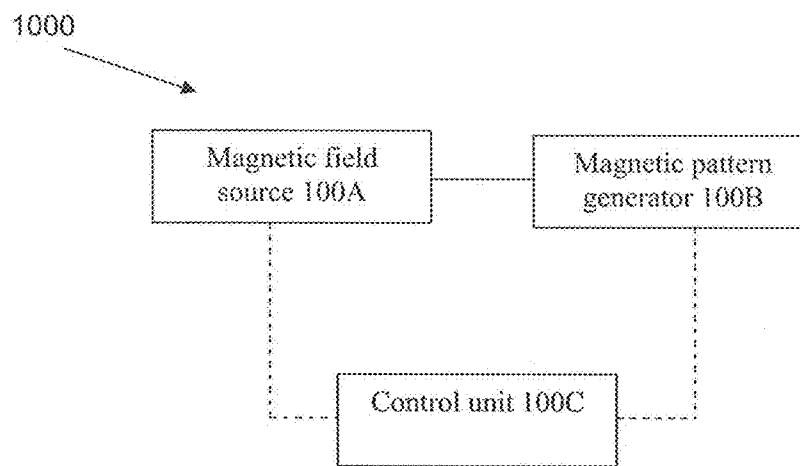 1000
Magnetic field
source 100A
Magnetic pattern
generator 100B
Control unit 100C